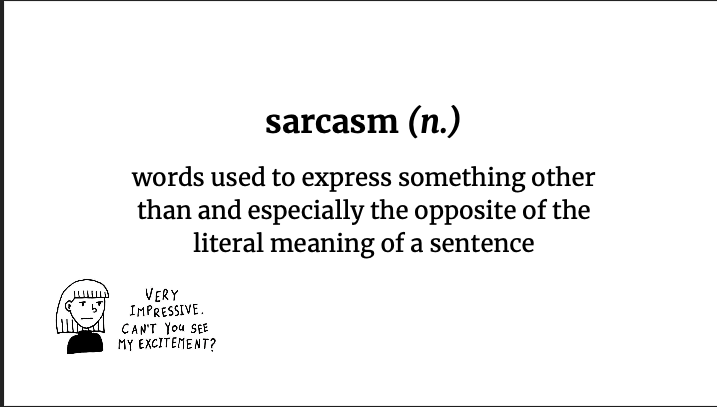 sarcasm (n.)
words used to express something other
than and especially the opposite of the
literal meaning of a sentence
VERY
IMPRESSIVE.
CAN'T YOU SEE
MY EXCITEMENT?